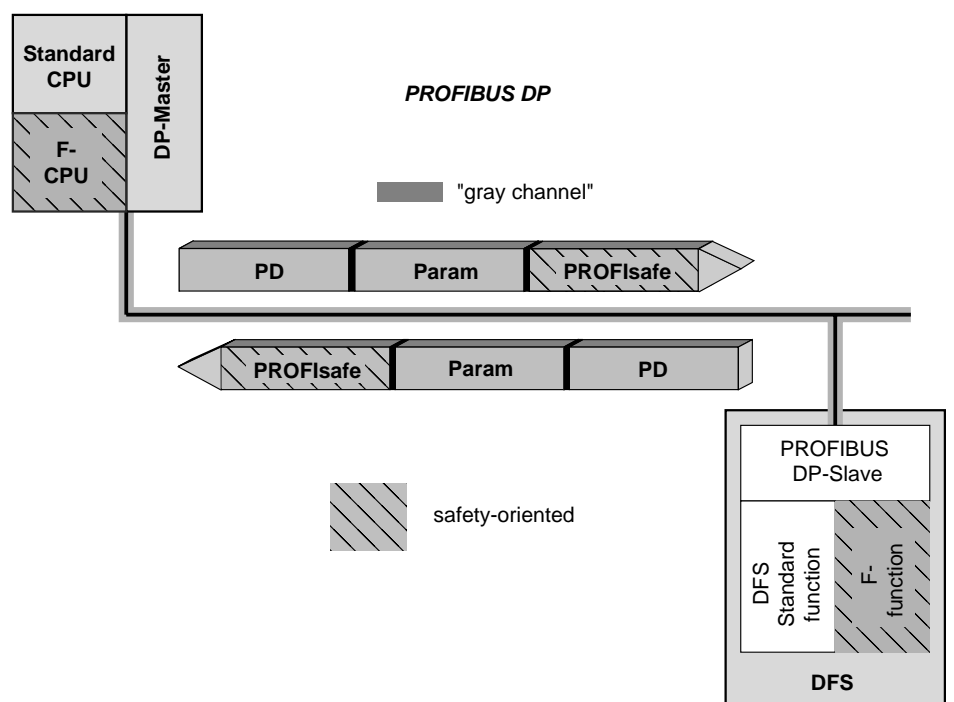 Standard
CPU
F-
CPU
DP-Master
PROFIBUS DP
"gray channel"
PD
Param
PROFIsafe
PROFIsafe
Param
PD
safety-oriented
PROFIBUS
DP-Slave
DFS
Standard
function
F-
function
DFS